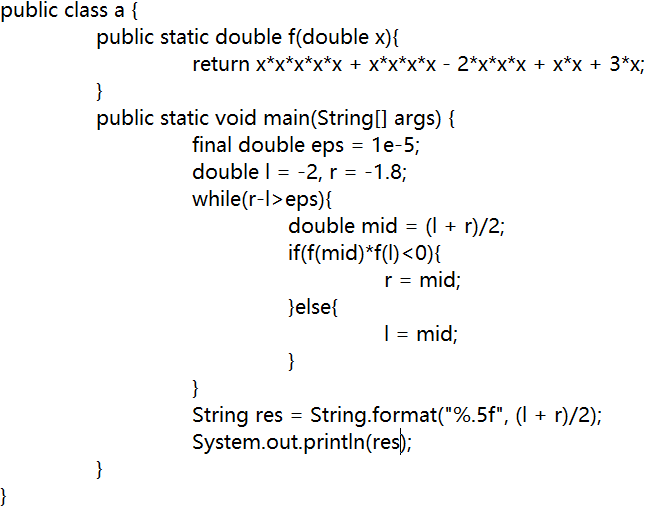 public class a {
public static double f(double x){
return x*x*x*x*x + x*x*x*x - 2*x*x*x + x*x + 3*x;
}
public static void main(String[] args) {
final double eps = 1e-5;
double l = -2, r = -1.8;
while(r-l>eps){
double mid = (l + r)/2;
if(f(mid)*f(l)<0){
r = mid;
}else{
l = mid;
}
}
String res = String.format("%.5f", (l + r)/2);
System.out.println(res);
}
}